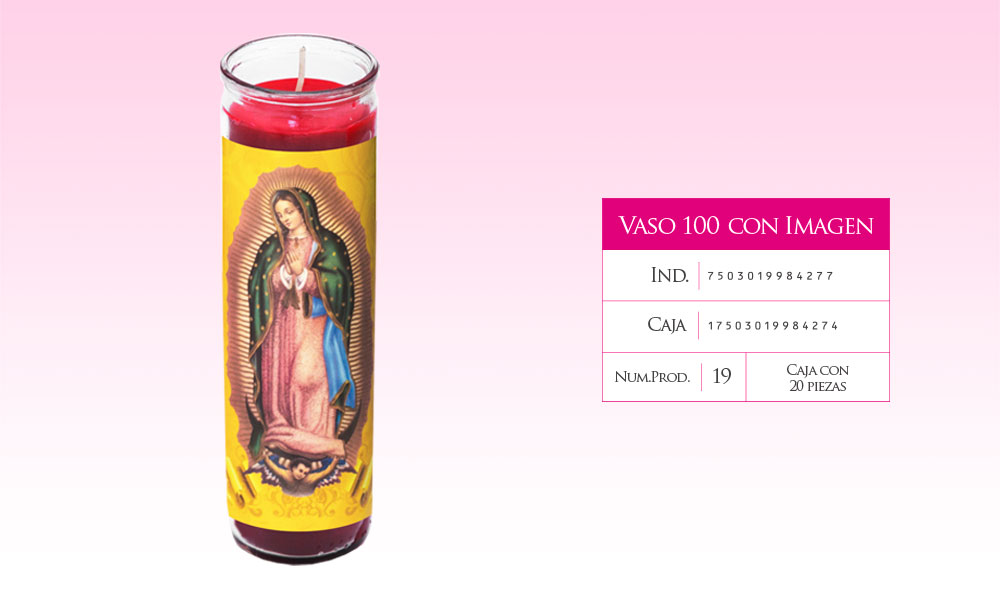 VASO 100 CON IMAGEN
IND. 7503019984277
CAJA 17503019984274
NUM.PROD. 19
CAJA CON
20 PIEZAS